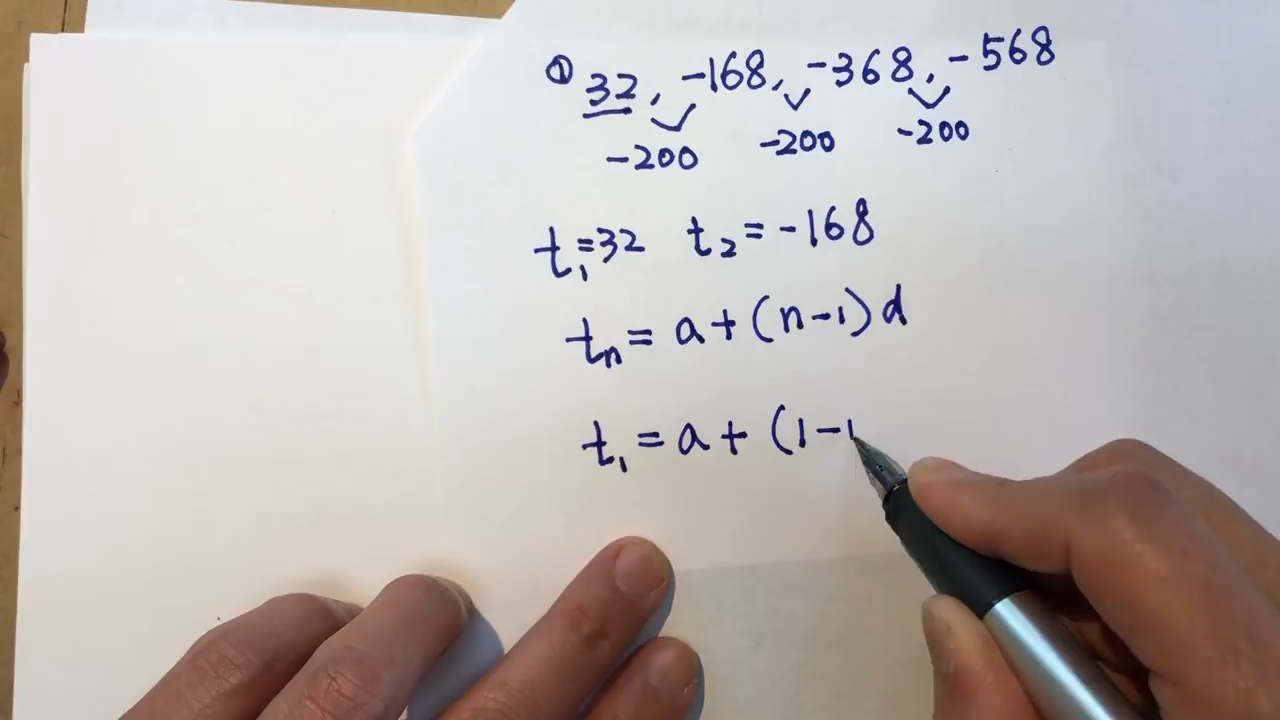 ① 32, -168, -368, -568
-200 -200 -200
t₁=32 t₂=-168
tₙ = a+(n-1)d
t₁ = a+(1-1